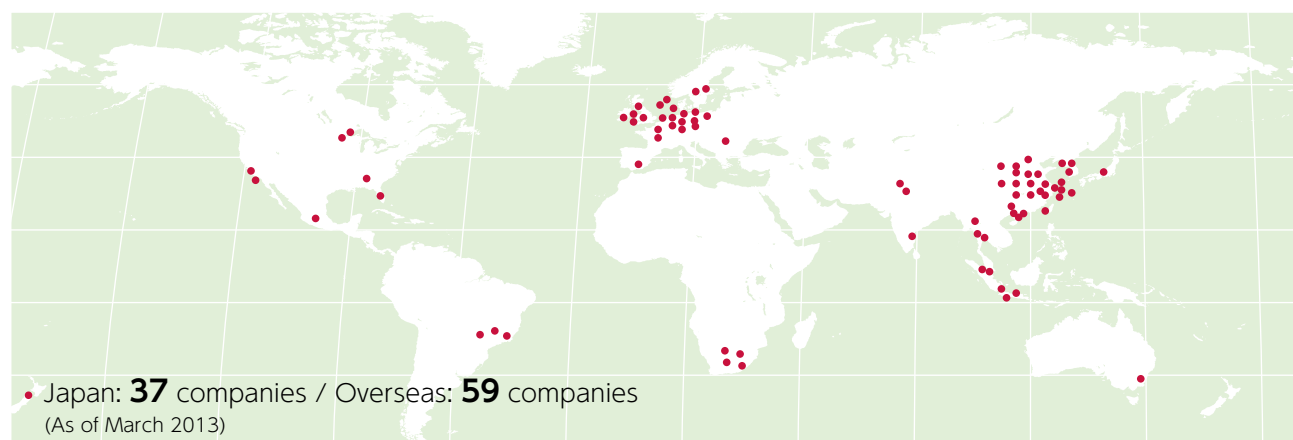 Japan: 37 companies / Overseas: 59 companies
(As of March 2013)